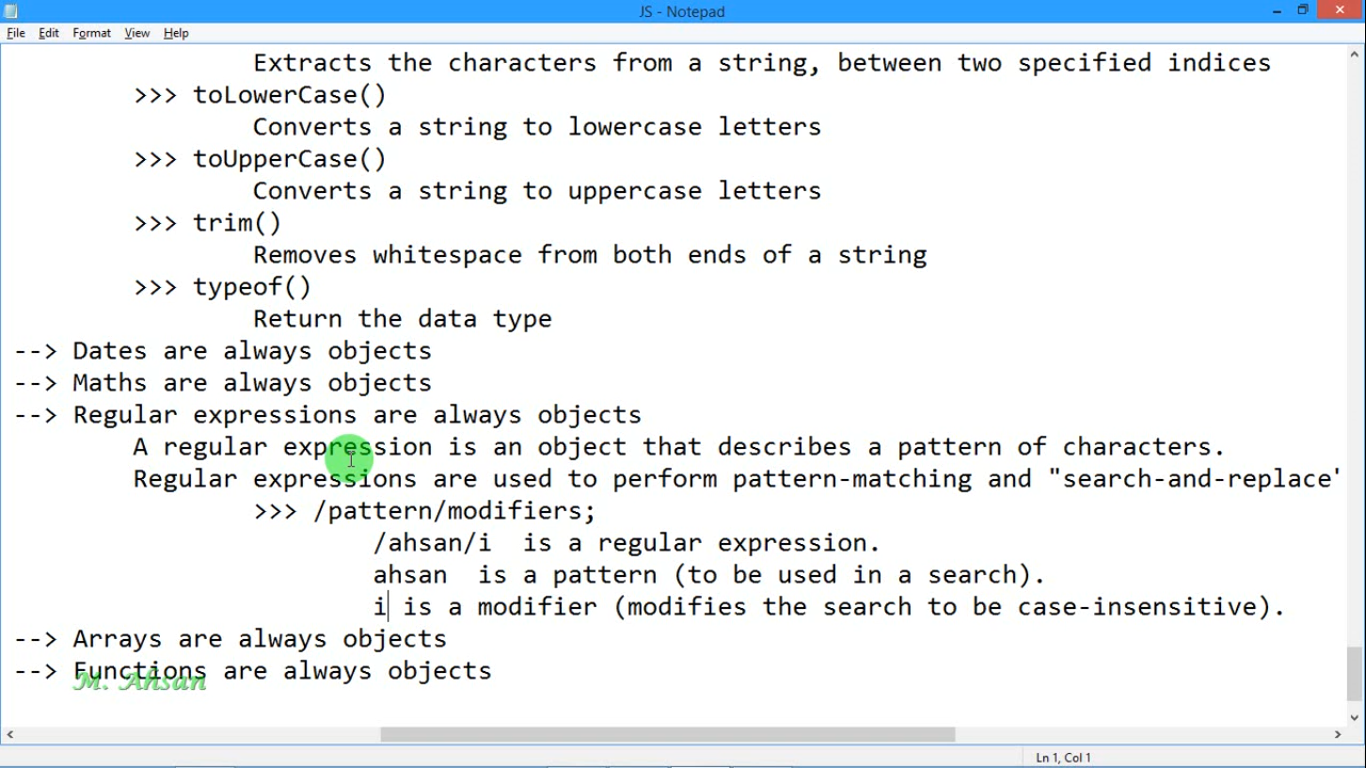 JS - Notepad
File Edit Format View Help
Extracts the characters from a string, between two specified indices
>>> toLowerCase()
Converts a string to lowercase letters
>>> toUpperCase()
Converts a string to uppercase letters
>>> trim()
Removes whitespace from both ends of a string
>>> typeof()
Return the data type
--> Dates are always objects
--> Maths are always objects
--> Regular expressions are always objects
A regular expression is an object that describes a pattern of characters.
Regular expressions are used to perform pattern-matching and "search-and-replace'
>>> /pattern/modifiers;
/ahsan/i is a regular expression.
ahsan is a pattern (to be used in a search).
i is a modifier (modifies the search to be case-insensitive).
--> Arrays are always objects
--> Functions are always objects
M. Ahsan
Ln 1, Col 1